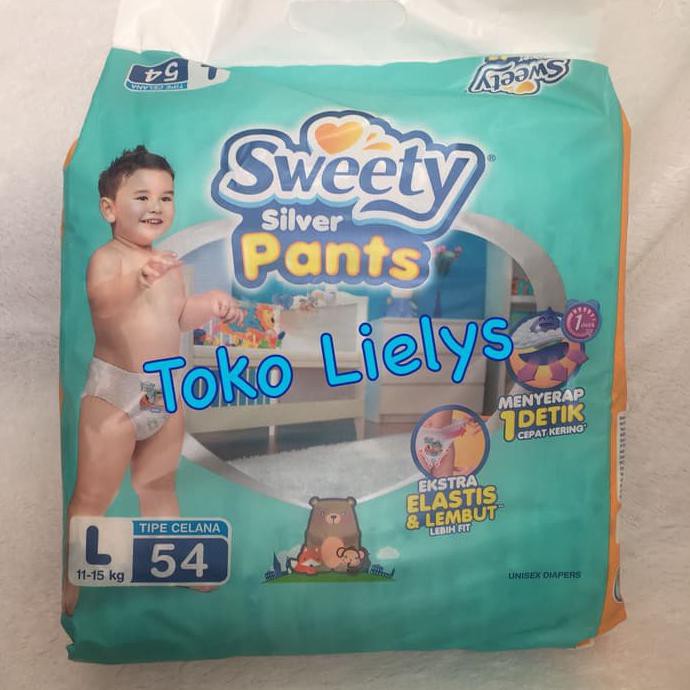 L
54
TIPE CELANA
Sweety
Sweety®
Silver
Pants
Toko Lielys
MENYERAP
1 DETIK
CEPAT KERING*
EKSTRA
ELASTIS
& LEMBUT
LEBIH FIT
L
11-15 kg
TIPE CELANA
54
UNISEX DIAPERS